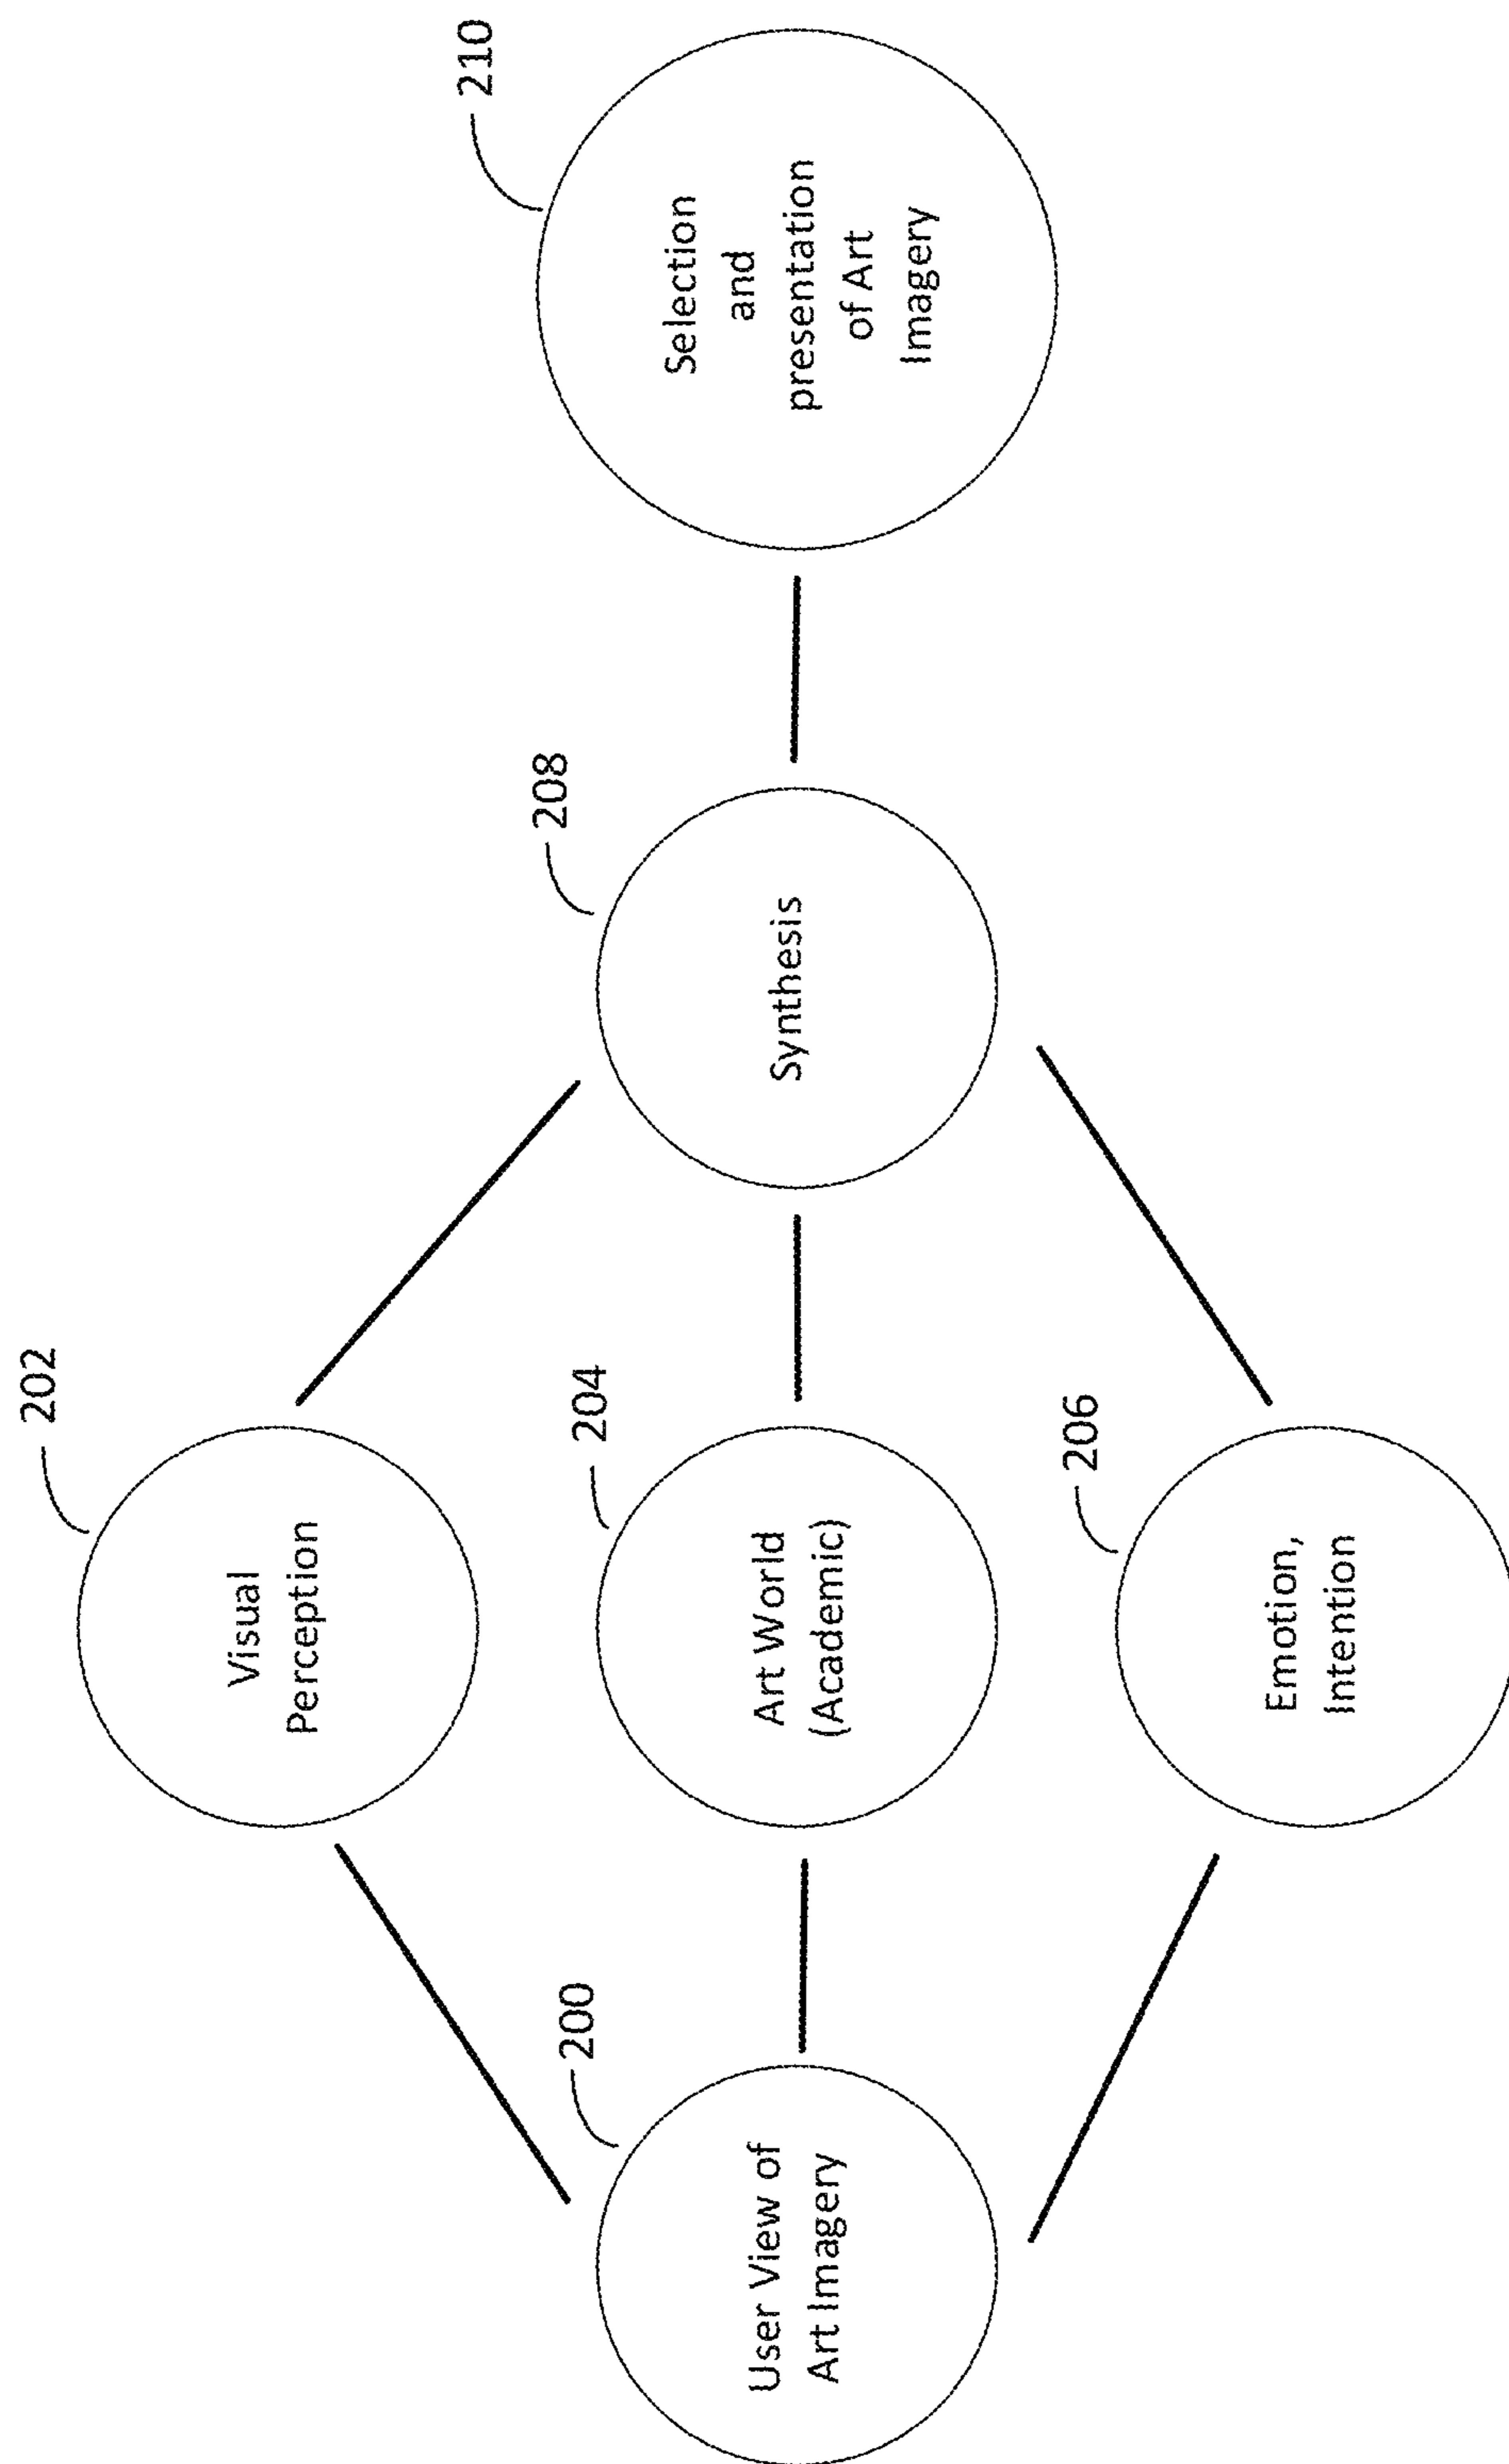 200
User View of
Art Imagery
202
Visual
Perception
204
Art World
(Academic)
206
Emotion,
Intention
208
Synthesis
210
Selection
and
presentation
of Art
Imagery